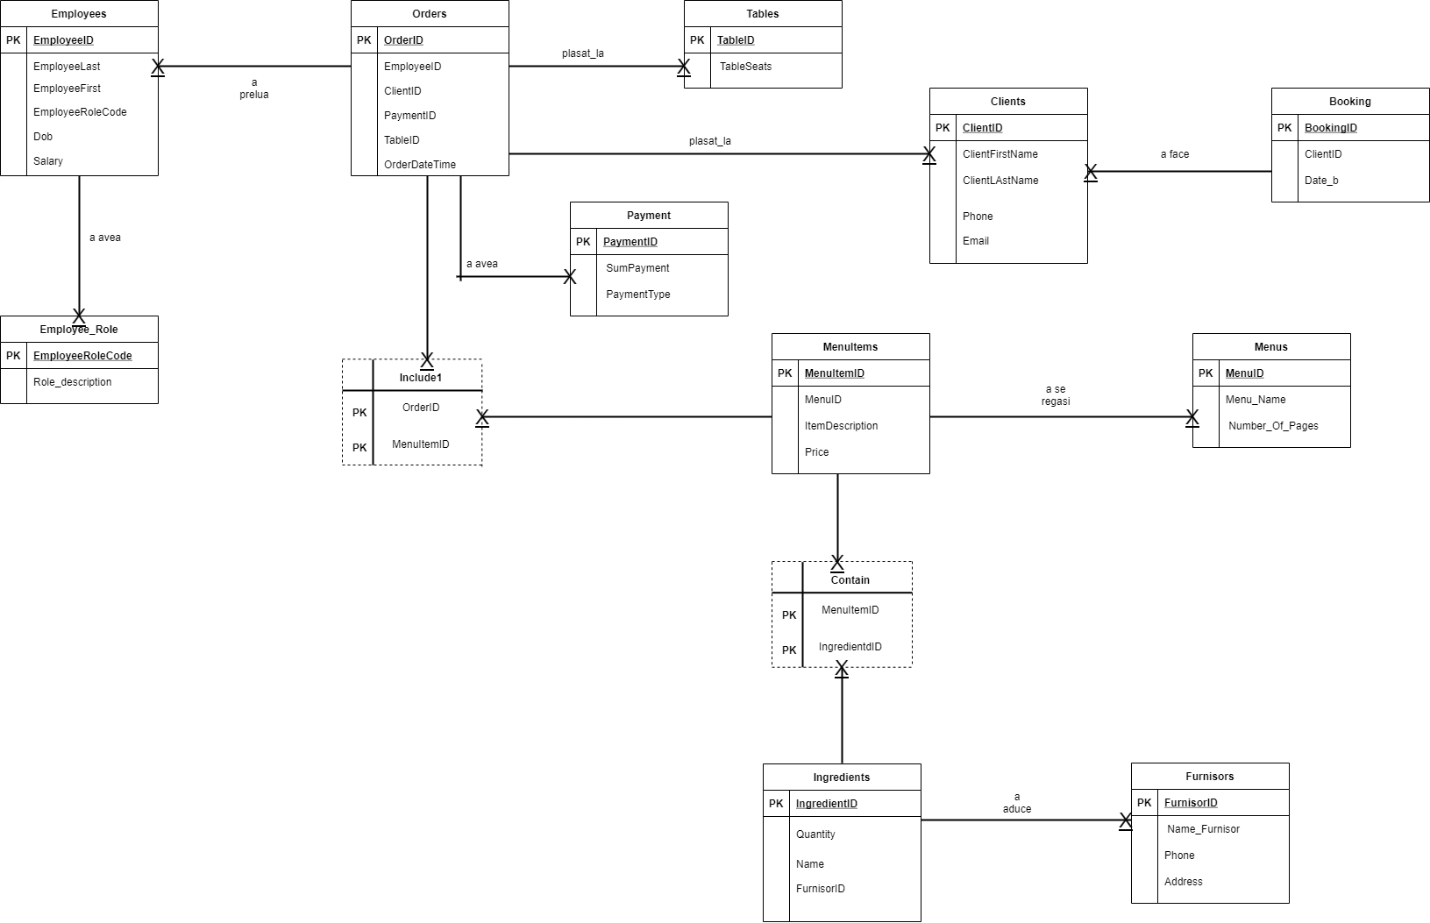 Employees
PK EmployeeID
EmployeeLast
EmployeeFirst
EmployeeRoleCode
Dob
Salary
a
prelua
Orders
PK OrderID
EmployeeID
ClientID
PaymentID
TableID
OrderDateTime
plasat_la
Tables
PK TableID
TableSeats
plasat_la
Clients
PK ClientID
ClientFirstName
ClientLAstName
Phone
Email
a face
Booking
PK BookingID
ClientID
Date_b
a avea
a avea
Payment
PK PaymentID
SumPayment
PaymentType
Employee_Role
PK EmployeeRoleCode
Role_description
Include1
PK OrderID
PK MenuItemID
MenuItems
PK MenuItemID
MenuID
ItemDescription
Price
a se
regasi
Menus
PK MenuID
Menu_Name
Number_Of_Pages
Contain
PK MenuItemID
PK IngredientdID
Ingredients
PK IngredientID
Quantity
Name
FurnisorID
a
aduce
Furnisors
PK FurnisorID
Name_Furnisor
Phone
Address